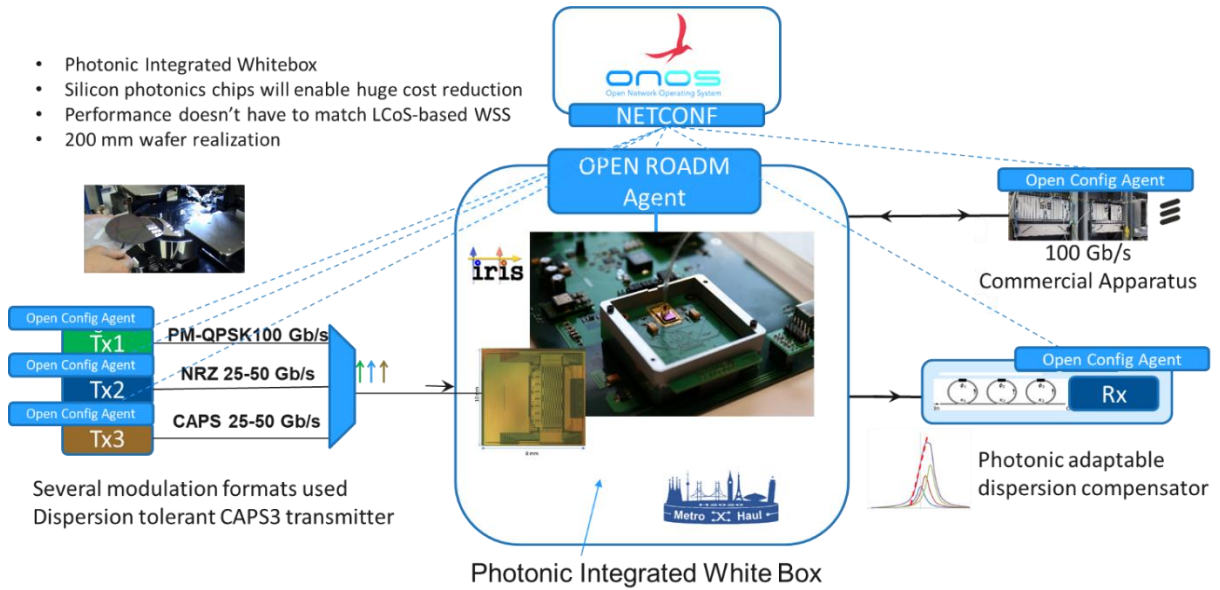 • Photonic Integrated Whitebox
• Silicon photonics chips will enable huge cost reduction
• Performance doesn't have to match LCoS-based WSS
• 200 mm wafer realization
onos
Open Network Operating System
NETCONF
OPEN ROADM
Agent
Open Config Agent
100 Gb/s
Commercial Apparatus
iris
Open Config Agent
Tx1
PM-QPSK100 Gb/s
Open Config Agent
Tx2
NRZ 25-50 Gb/s
Open Config Agent
Tx3
CAPS 25-50 Gb/s
8 mm
Open Config Agent
Rx
Several modulation formats used
Dispersion tolerant CAPS3 transmitter
Metro Haul
Photonic adaptable
dispersion compensator
Photonic Integrated White Box